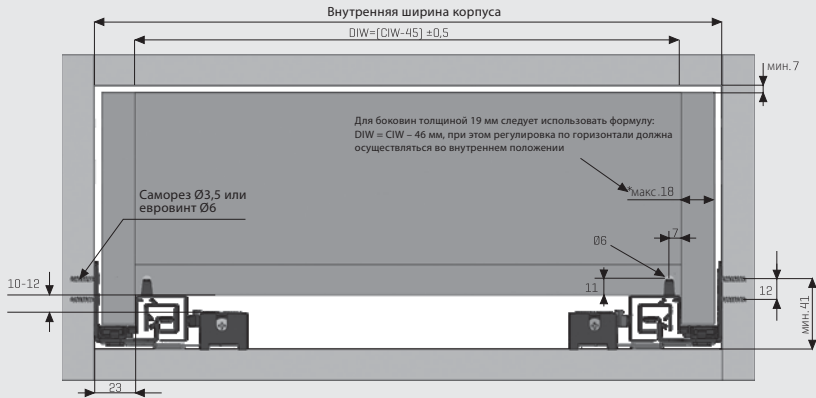 Внутренняя ширина корпуса
DIW=(CIW-45) ±0,5
мин.7
Для боковин толщиной 19 мм следует использовать формулу:
DIW = CIW – 46 мм, при этом регулировка по горизонтали должна
осуществляться во внутреннем положении
*макс.18
Саморез Ø3,5 или
евровинт Ø6
7
Ø6
10-12
11
12
мин.41
23